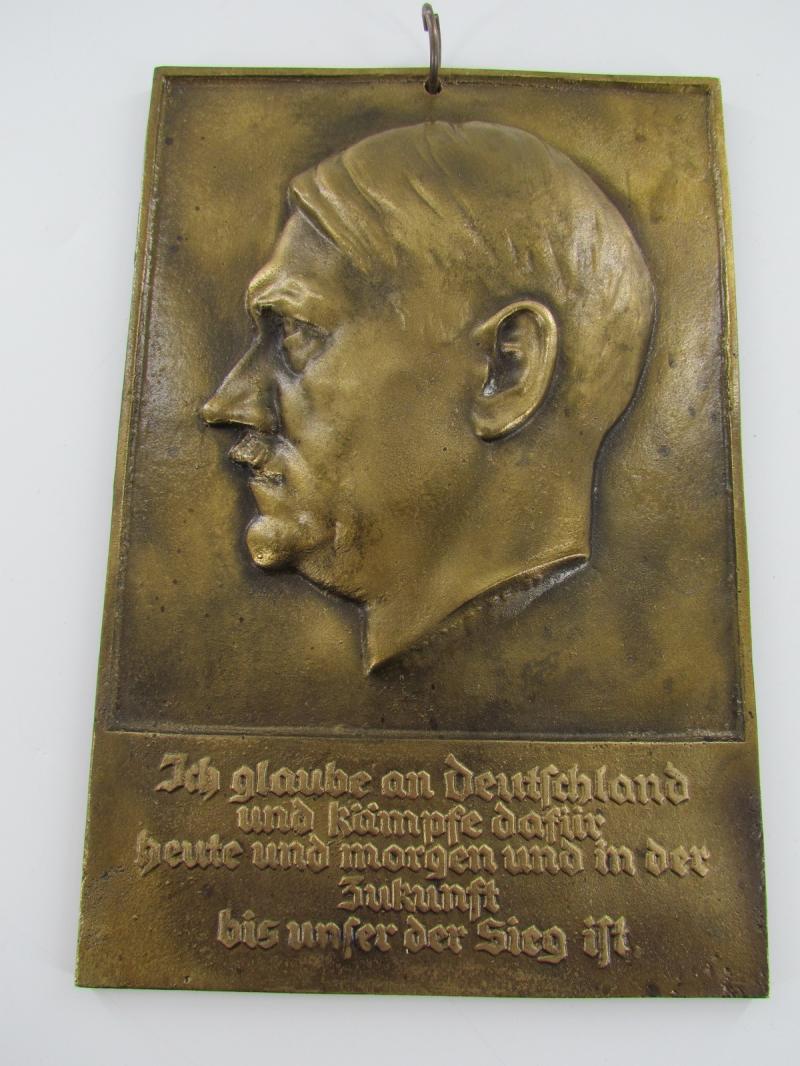 Ich glaube an Deutschland
und kämpfe dafür
heute und morgen und in der
Zukunft
bis unser der Sieg ist